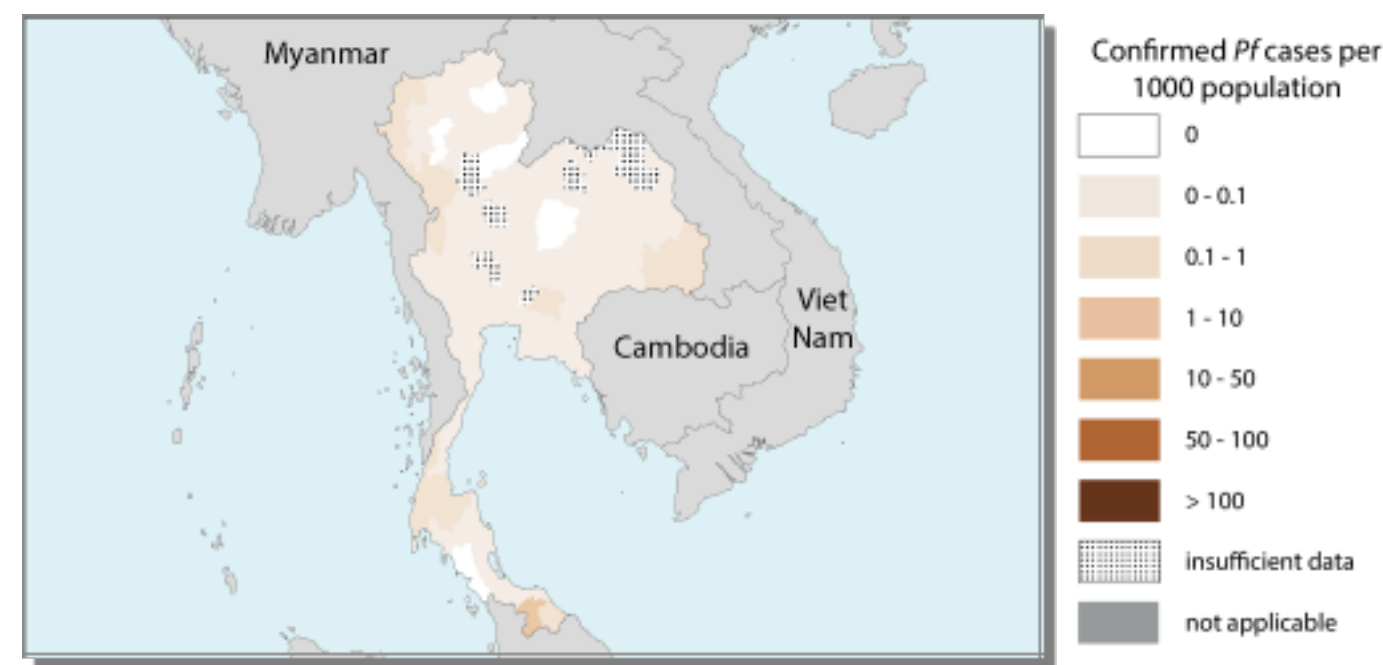 Myanmar
Viet
Nam
Cambodia
Confirmed Pf cases per
1000 population
0
0 - 0.1
0.1 - 1
1 - 10
10 - 50
50 - 100
> 100
insufficient data
not applicable